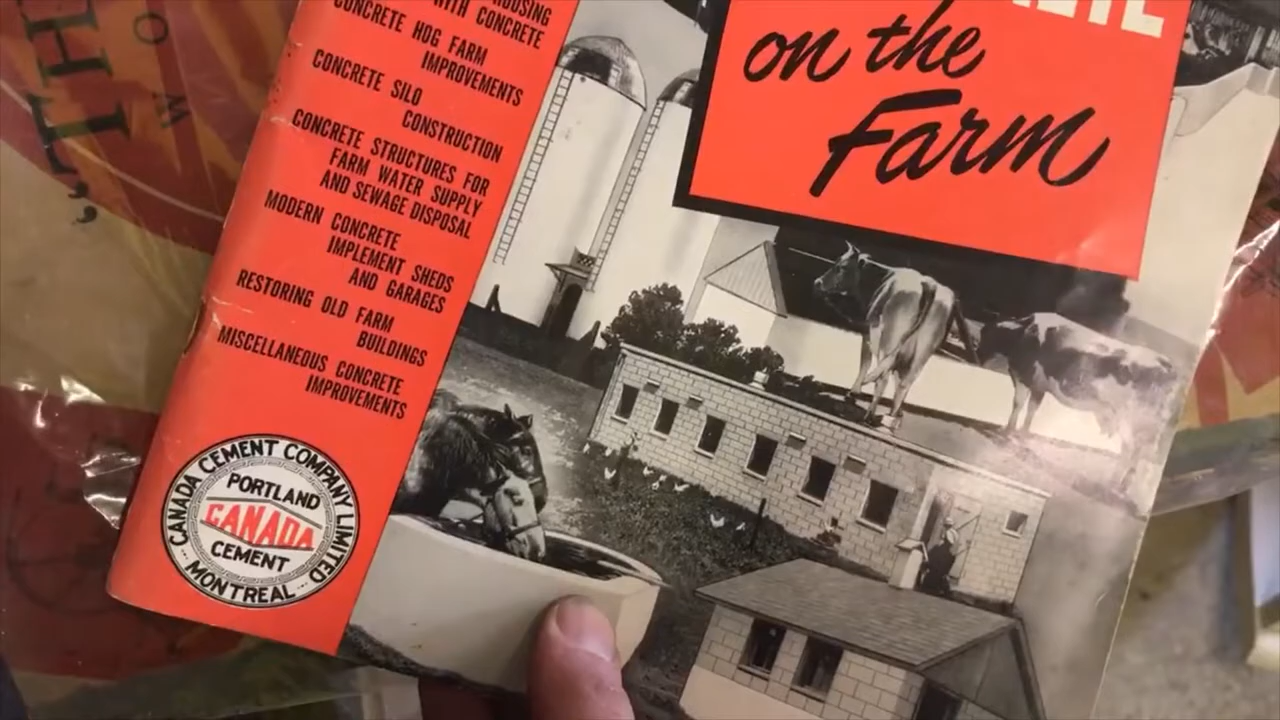 HOUSING
WITH CONCRETE
CONCRETE HOG FARM
IMPROVEMENTS
CONCRETE SILO
CONSTRUCTION
CONCRETE STRUCTURES FOR
FARM WATER SUPPLY
AND SEWAGE DISPOSAL
MODERN CONCRETE
IMPLEMENT SHEDS
AND GARAGES
RESTORING OLD FARM
BUILDINGS
MISCELLANEOUS CONCRETE
IMPROVEMENTS
CANADA CEMENT COMPANY LIMITED
PORTLAND
CANADA
CEMENT
MONTREAL
on the
Farm